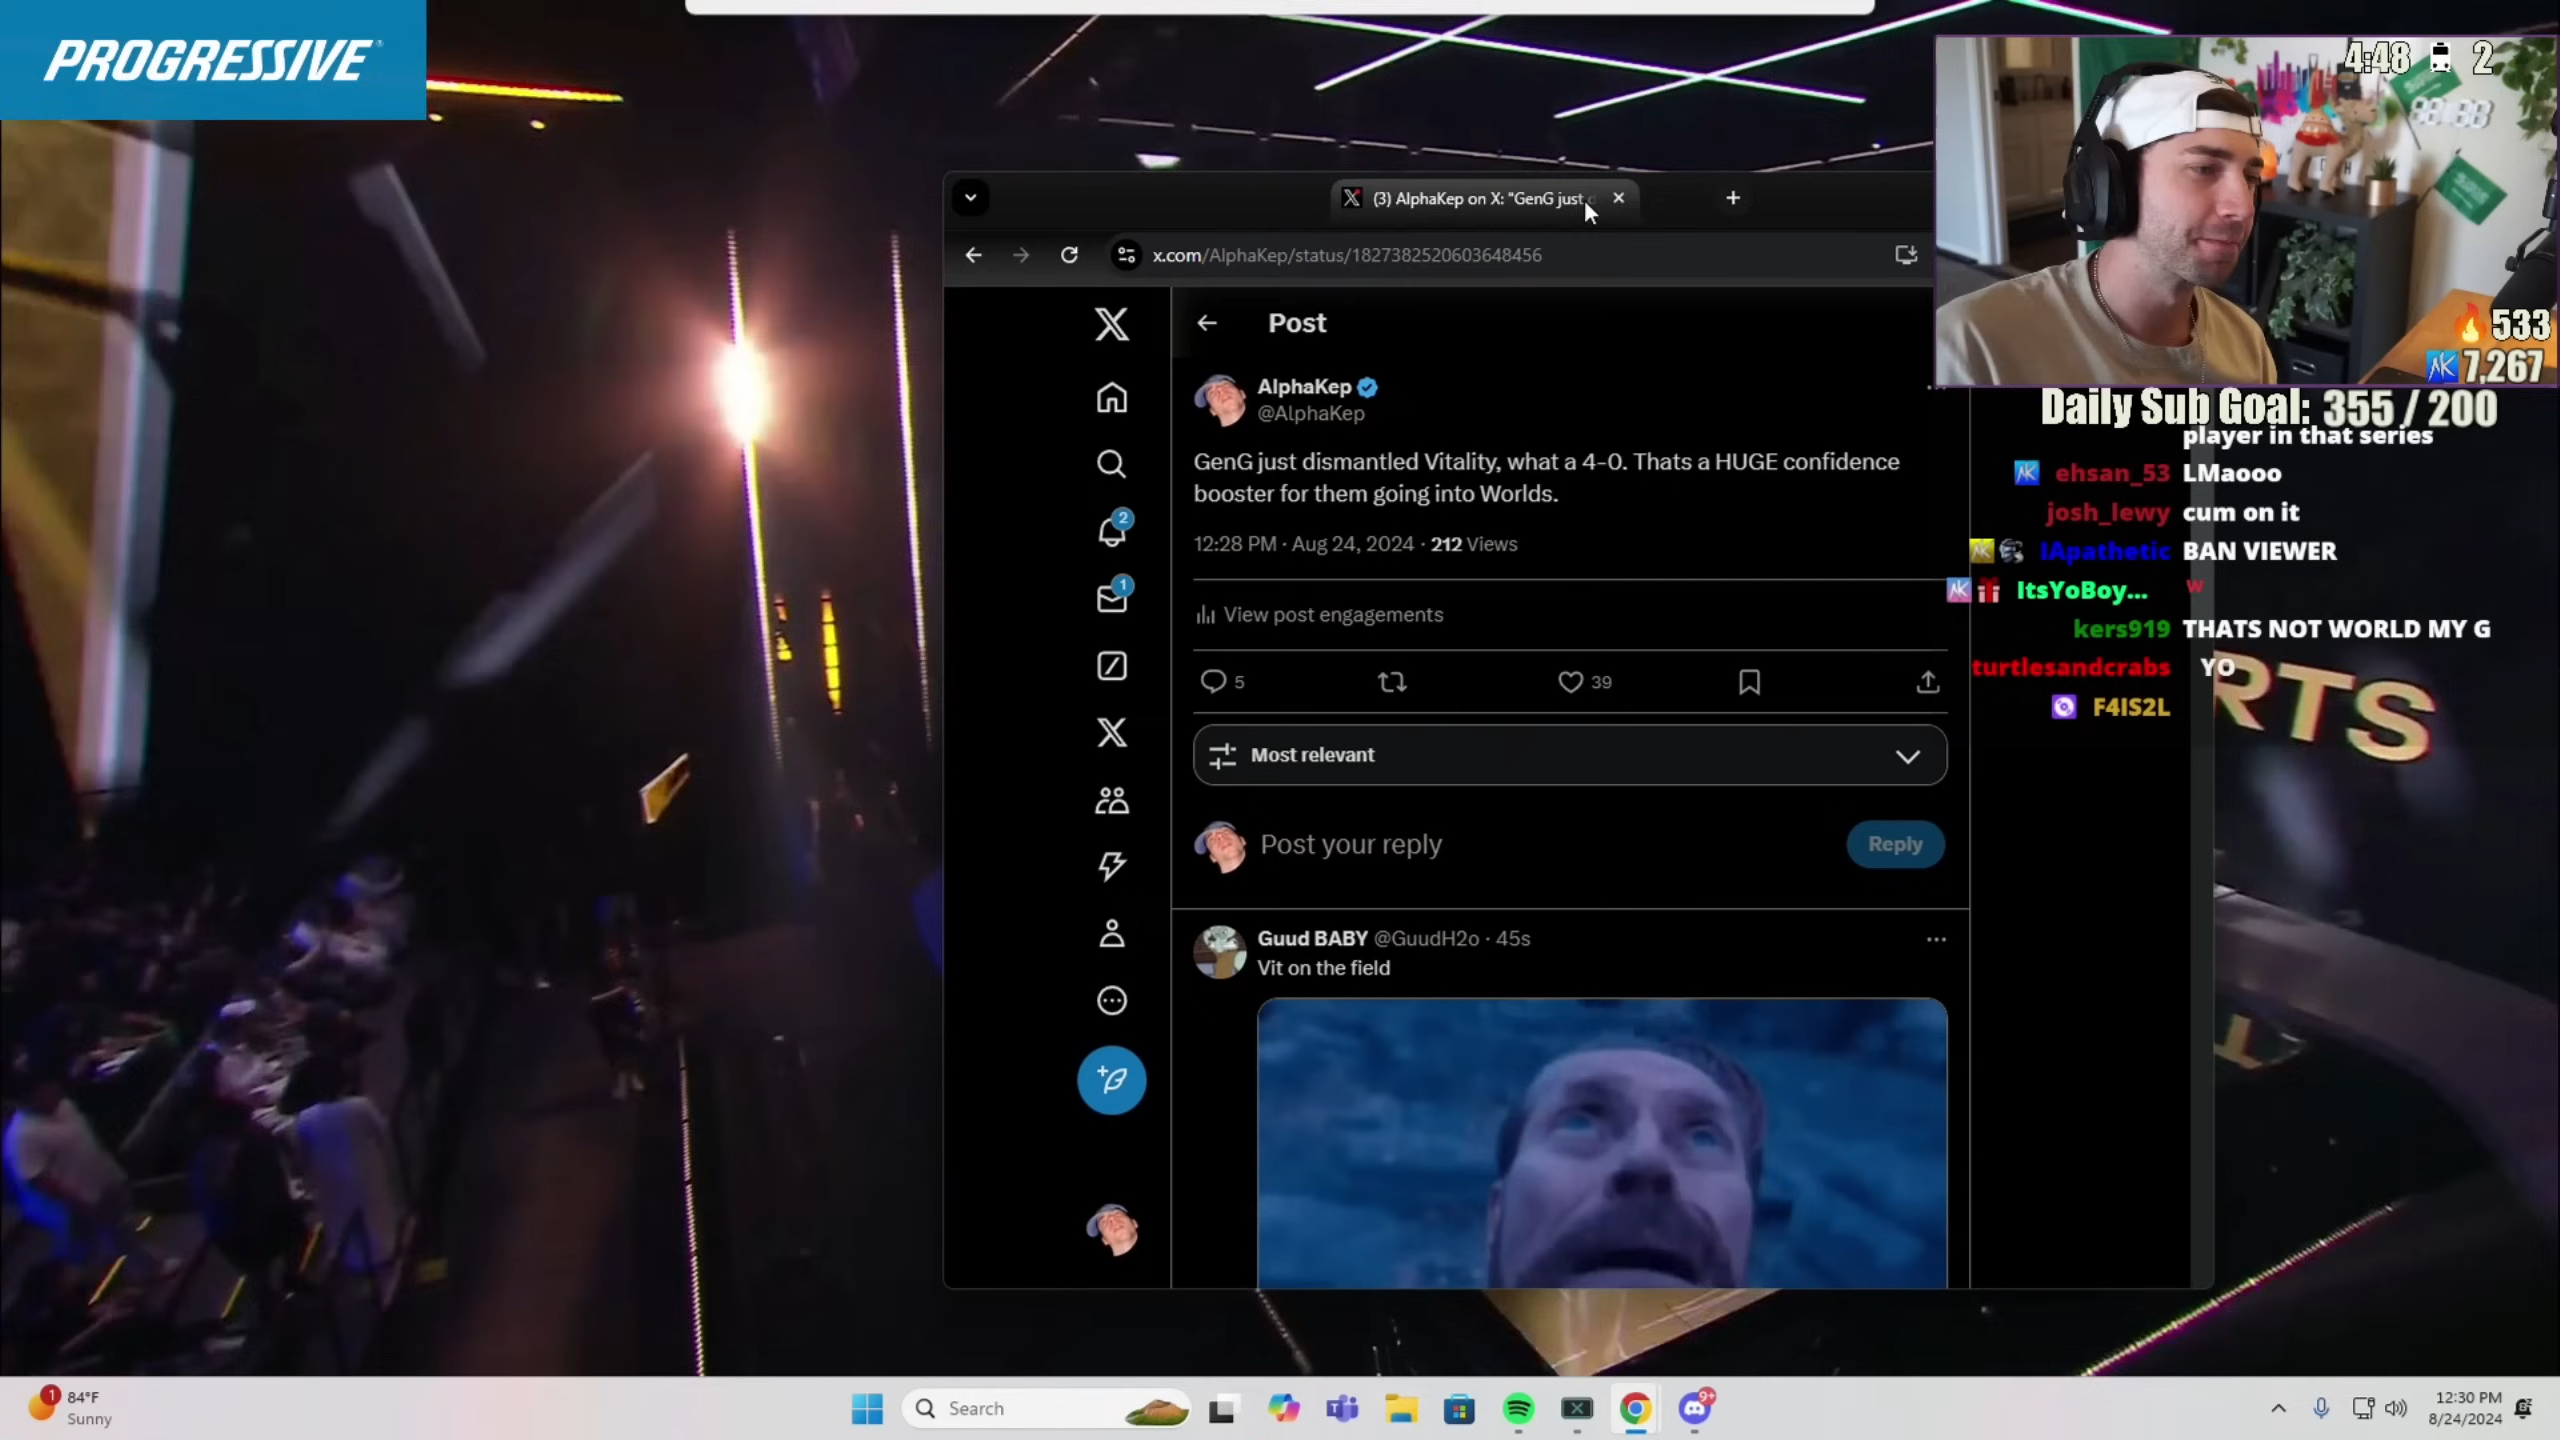 PROGRESSIVE
4:48 2
(3) AlphaKep on X: "GenG just
x.com/AlphaKep/status/1827382520603648456
Post
AlphaKep
@AlphaKep
GenG just dismantled Vitality, what a 4-0. Thats a HUGE confidence
booster for them going into Worlds.
12:28 PM · Aug 24, 2024 · 212 Views
View post engagements
5
39
Most relevant
Post your reply
Reply
Guud BABY @GuudH2o · 45s
Vit on the field
2
1
533
7,267
Daily Sub Goal: 355 / 200
player in that series
ehsan_53 LMaooo
josh_lewy cum on it
IApathetic BAN VIEWER
ItsYoBoy... W
kers919 THATS NOT WORLD MY G
turtlesandcrabs YO
F4IS2L
RTS
1
84°F
Sunny
Search
9+
12:30 PM
8/24/2024